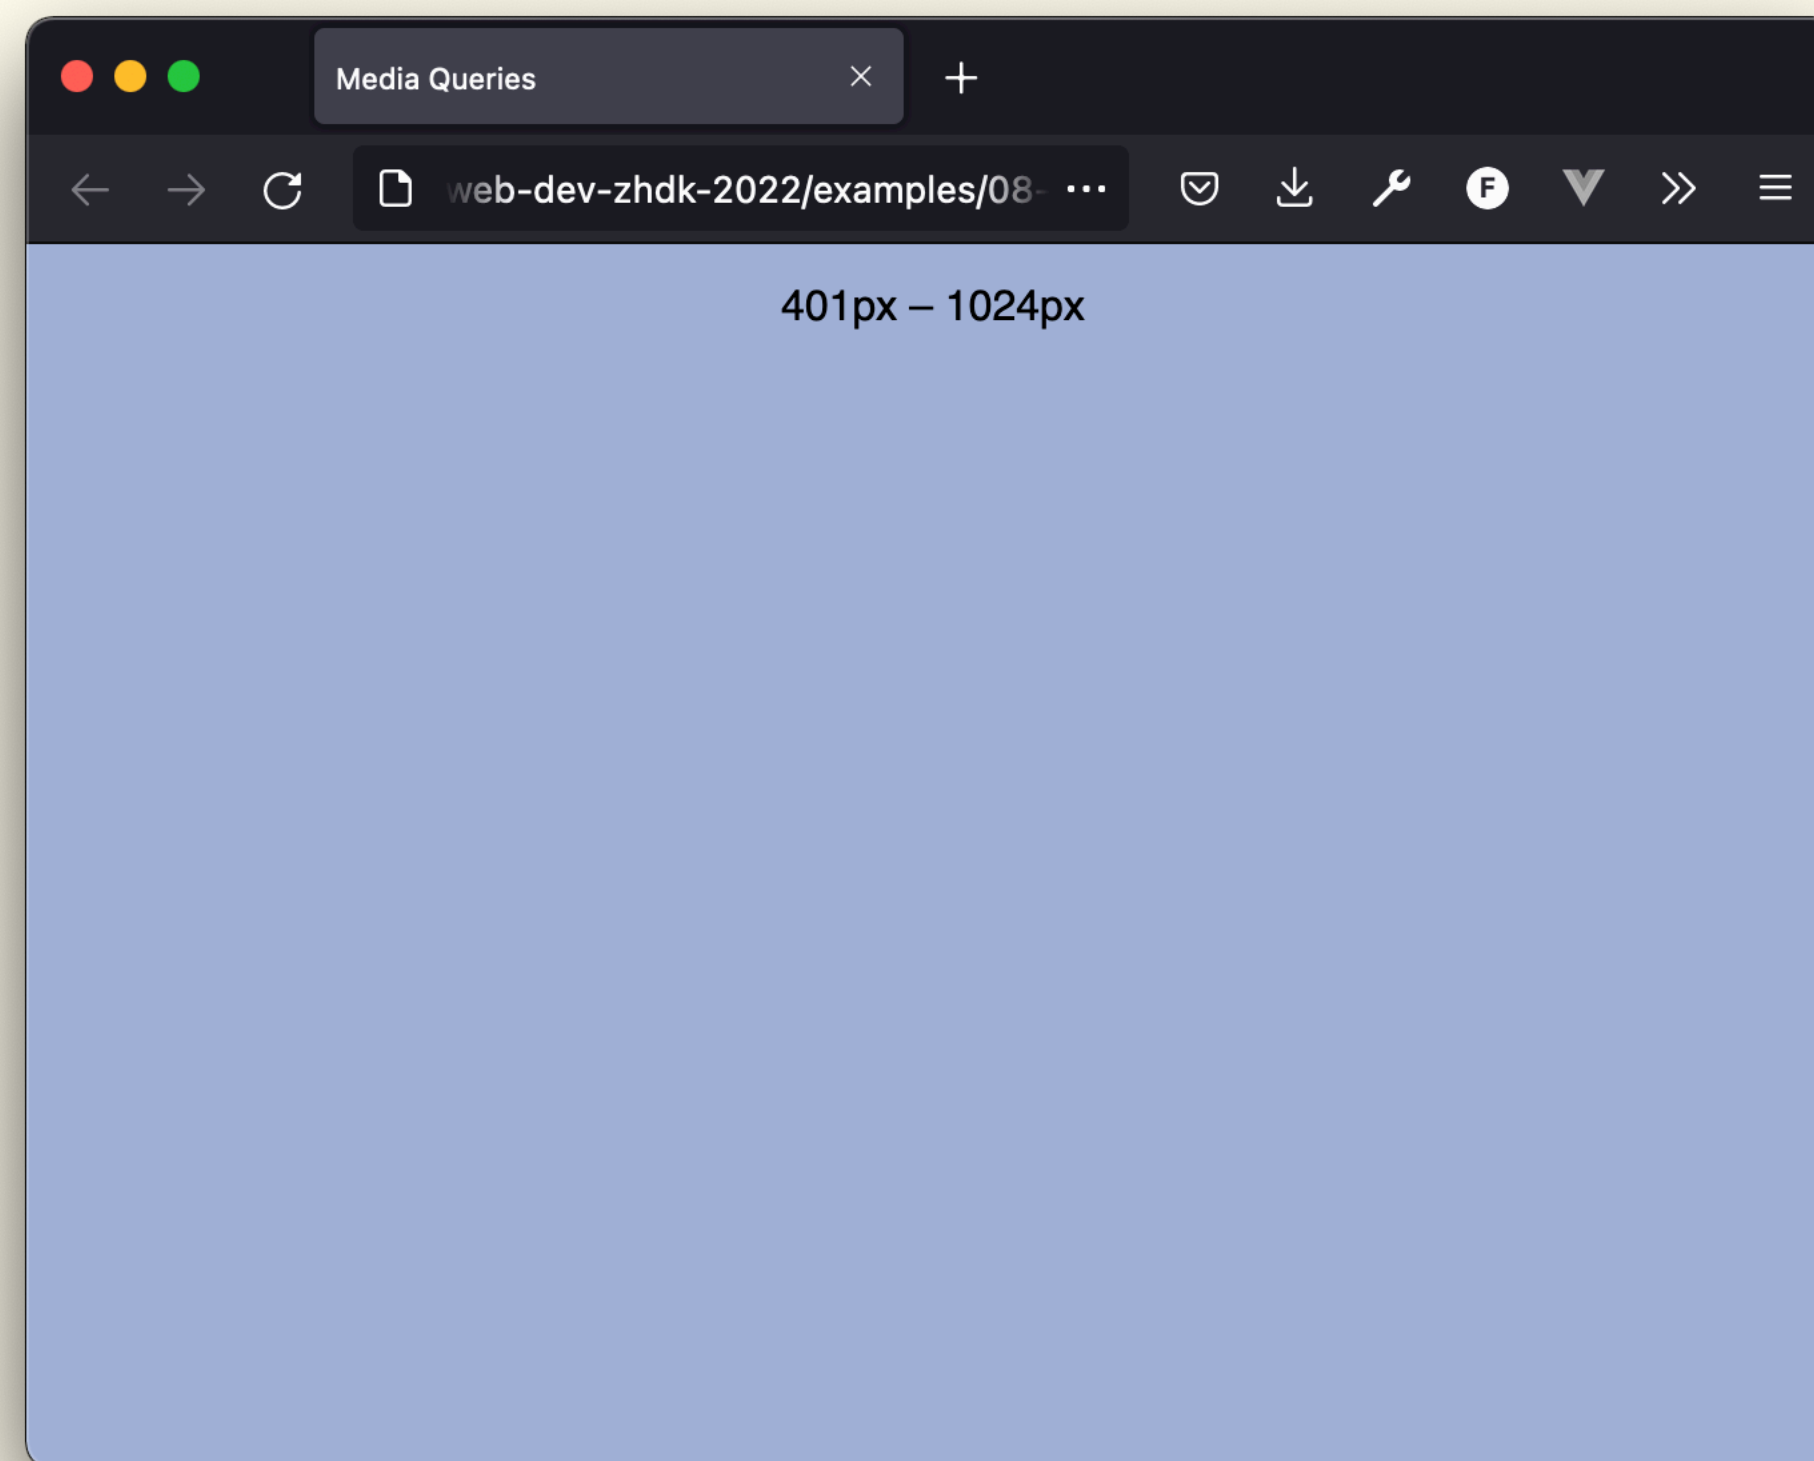 Media Queries
web-dev-zhdk-2022/examples/08-
F
401px – 1024px